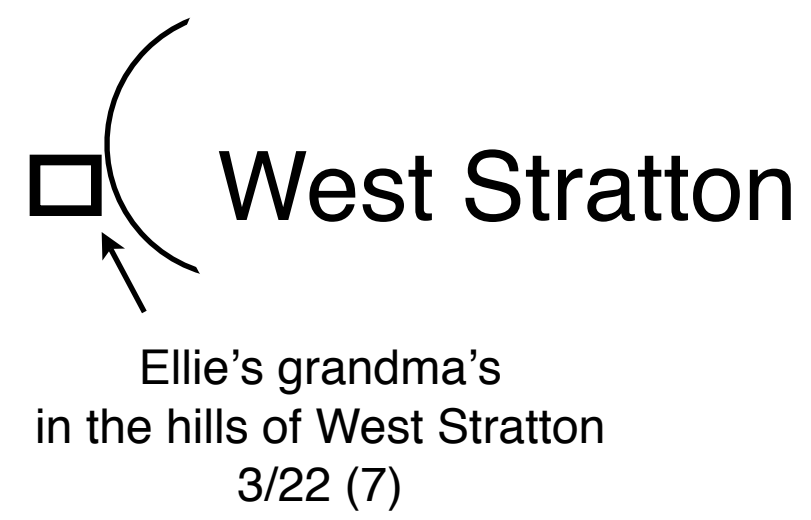 West Stratton
Ellie’s grandma’s
in the hills of West Stratton
3/22 (7)